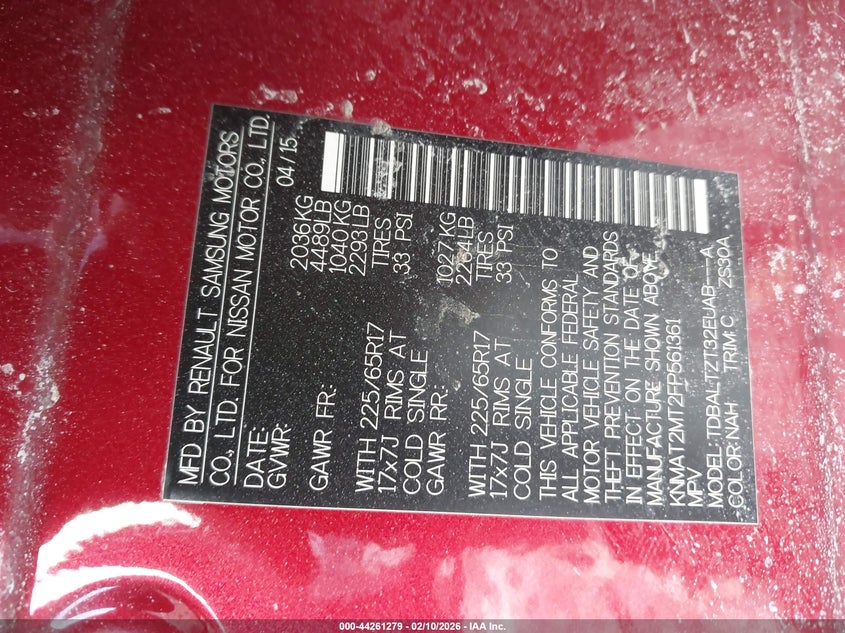 MFD BY RENAULT SAMSUNG MOTORS
CO., LTD. FOR NISSAN MOTOR CO., LTD.
DATE: 04/15
GVWR: 2036KG
4489LB
GAWR FR: 1040KG
2293LB
WITH 225/65R17 TIRES
17x7J RIMS AT 33 PSI
COLD SINGLE
GAWR RR: 1027KG
2264LB
WITH 225/65R17 TIRES
17x7J RIMS AT 33 PSI
COLD SINGLE
THIS VEHICLE CONFORMS TO
ALL APPLICABLE FEDERAL
MOTOR VEHICLE SAFETY AND
THEFT PREVENTION STANDARDS
IN EFFECT ON THE DATE OF
MANUFACTURE SHOWN ABOVE
KNMAT2MT2FP561361
MPV
MODEL: TDBALTZT32EUAB---A
COLOR: NAH TRIM: C ZS30A
000-44261279 - 02/10/2026 - IAA Inc.